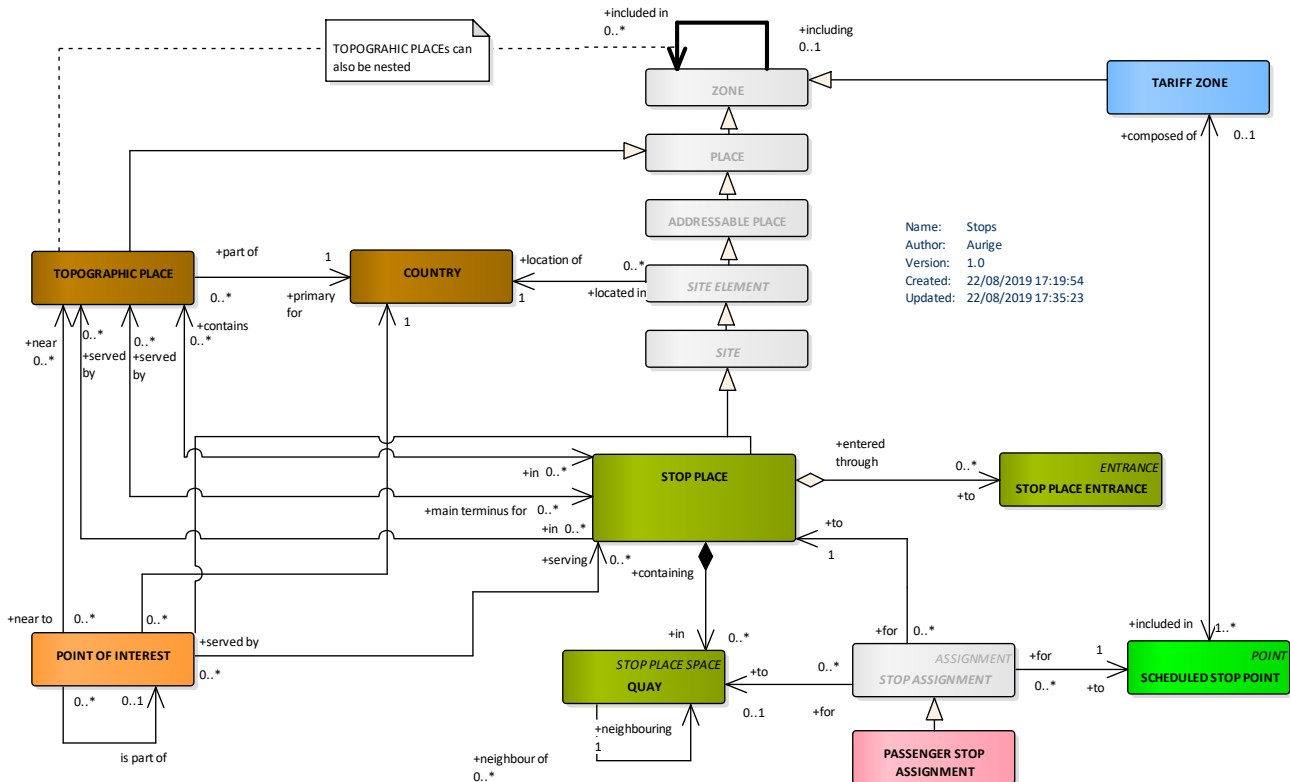 +included in
0..*
+including
0..1
TOPOGRAHIC PLACEs can
also be nested
ZONE
TARIFF ZONE
+composed of
0..1
PLACE
ADDRESSABLE PLACE
Name: Stops
Author: Aurige
Version: 1.0
Created: 22/08/2019 17:19:54
Updated: 22/08/2019 17:35:23
TOPOGRAPHIC PLACE
+part of
0..*
1
+primary
for
COUNTRY
+location of
1
0..*
+located in
SITE ELEMENT
SITE
+near
0..*
0..*
+served
by
0..*
+served
by
+contains
0..*
1
+in 0..*
+main terminus for 0..*
+in 0..*
+serving
0..*
STOP PLACE
+entered
through
0..*
+to
ENTRANCE
STOP PLACE ENTRANCE
+containing
+to
1
+near to
0..*
0..*
POINT OF INTEREST
+served by
0..*
0..*
0..1
is part of
+in
0..*
STOP PLACE SPACE
QUAY
+to
0..1
0..*
+for
+neighbouring
1
+neighbour of
0..*
+for
0..*
ASSIGNMENT
STOP ASSIGNMENT
+for
0..*
1
+to
+included in
1..*
POINT
SCHEDULED STOP POINT
PASSENGER STOP
ASSIGNMENT